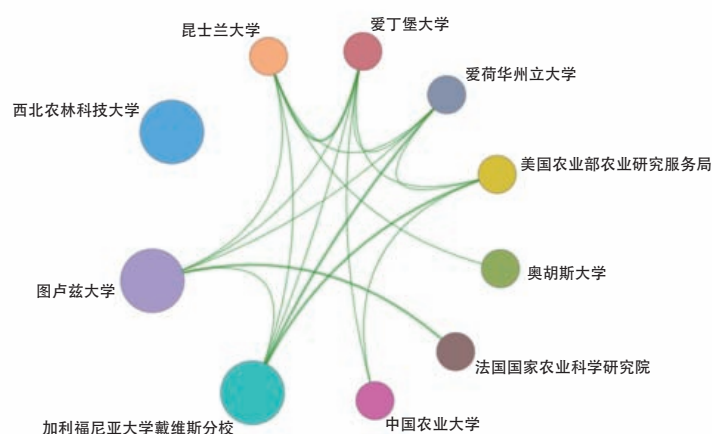 昆士兰大学
爱丁堡大学
爱荷华州立大学
西北农林科技大学
美国农业部农业研究服务局
奥胡斯大学
图卢兹大学
法国国家农业科学研究院
中国农业大学
加利福尼亚大学戴维斯分校